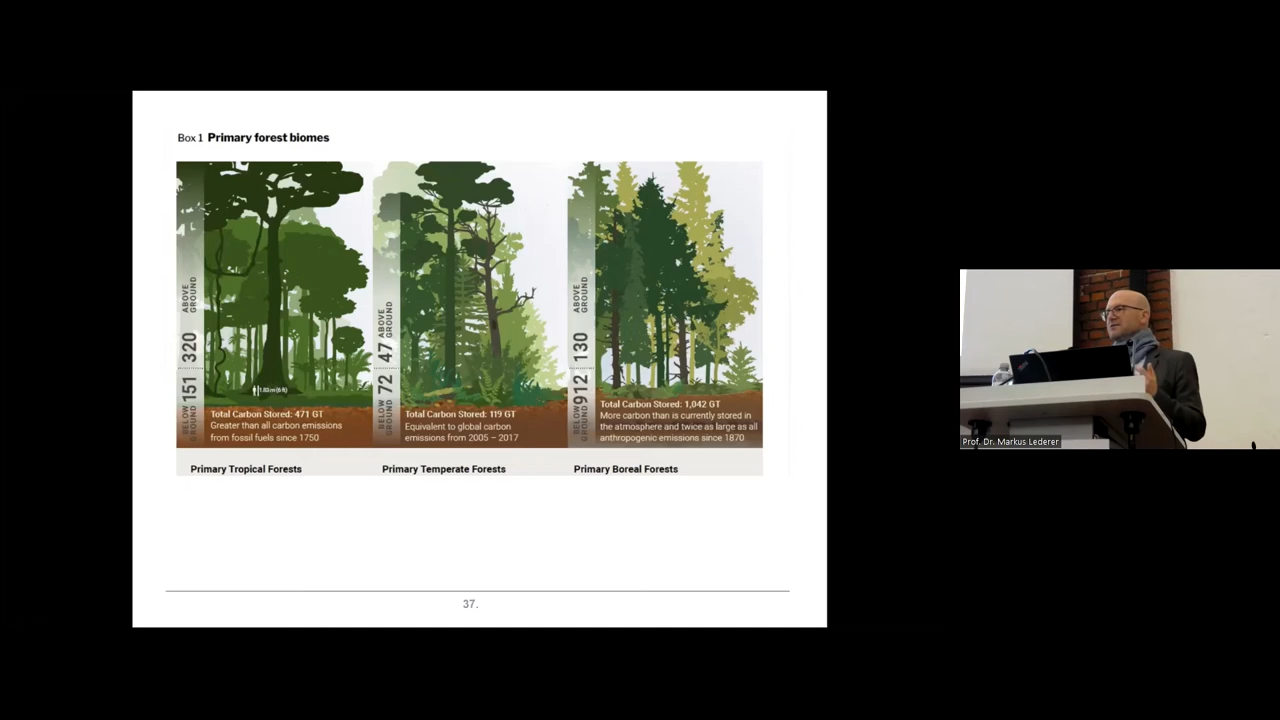 Box 1 Primary forest biomes
ABOVE GROUND
320
151
BELOW GROUND
1.83 m (6 ft)
Total Carbon Stored: 471 GT
Greater than all carbon emissions
from fossil fuels since 1750
Primary Tropical Forests
ABOVE GROUND
47
72
BELOW GROUND
Total Carbon Stored: 119 GT
Equivalent to global carbon
emissions from 2005 – 2017
Primary Temperate Forests
ABOVE GROUND
130
912
BELOW GROUND
Total Carbon Stored: 1,042 GT
More carbon than is currently stored in
the atmosphere and twice as large as all
anthropogenic emissions since 1870
Primary Boreal Forests
37.
Prof. Dr. Markus Lederer